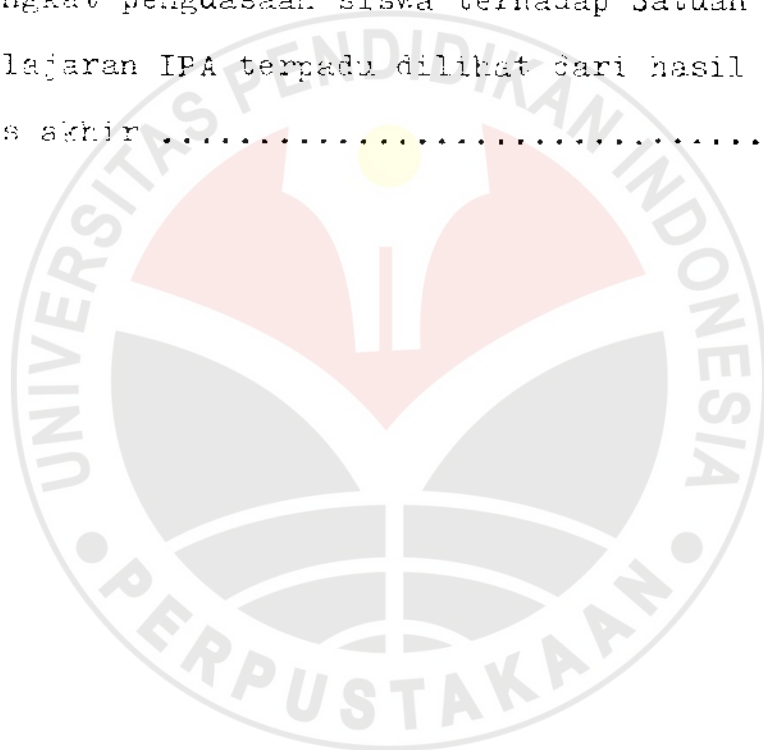 ngkat penguasaan siswa terhadap Satuan
lajaran IPA terpadu dilihat dari hasil
s akhir ...................................
UNIVERSITAS PENDIDIKAN INDONESIA
PERPUSTAKAAN